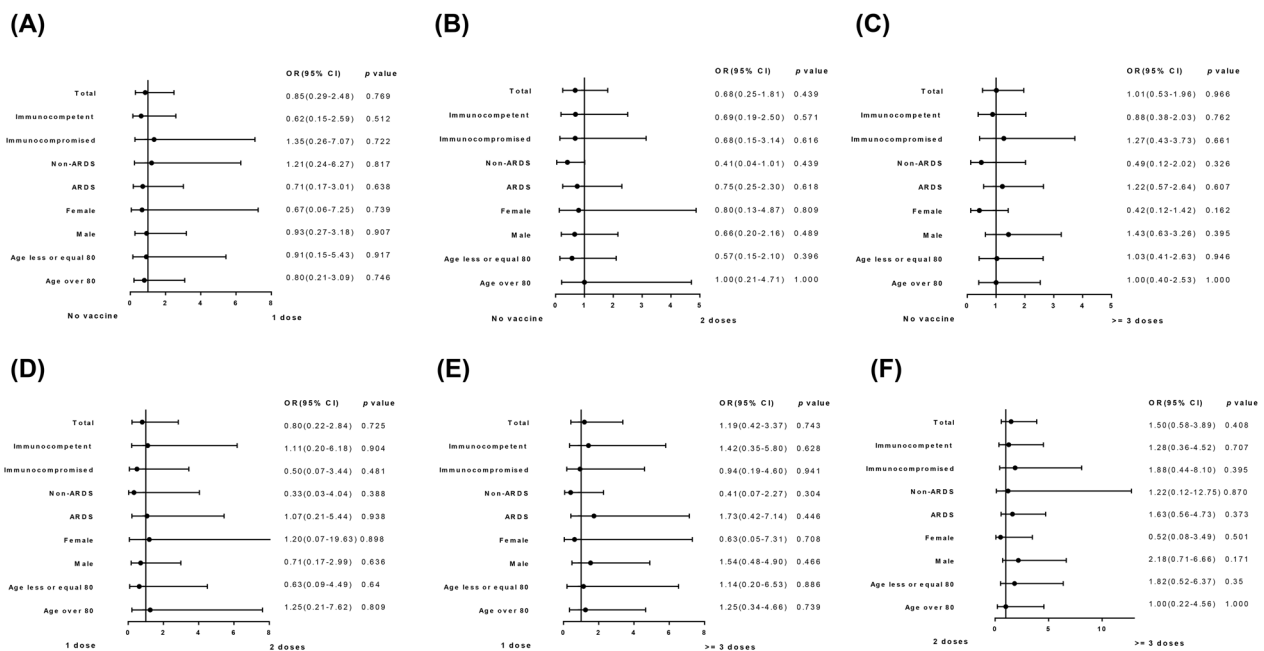 (A)
OR(95% CI) p value
Total 0.85(0.29-2.48) 0.769
Immunocompetent 0.62(0.15-2.59) 0.512
Immunocompromised 1.35(0.26-7.07) 0.722
Non-ARDS 1.21(0.24-6.27) 0.817
ARDS 0.71(0.17-3.01) 0.638
Female 0.67(0.06-7.25) 0.739
Male 0.93(0.27-3.18) 0.907
Age less or equal 80 0.91(0.15-5.43) 0.917
Age over 80 0.80(0.21-3.09) 0.746
0 2 4 6 8
No vaccine 1 dose
(B)
OR(95% CI) p value
Total 0.68(0.25-1.81) 0.439
Immunocompetent 0.69(0.19-2.50) 0.571
Immunocompromised 0.68(0.15-3.14) 0.616
Non-ARDS 0.41(0.04-1.01) 0.439
ARDS 0.75(0.25-2.30) 0.618
Female 0.80(0.13-4.87) 0.809
Male 0.66(0.20-2.16) 0.489
Age less or equal 80 0.57(0.15-2.10) 0.396
Age over 80 1.00(0.21-4.71) 1.000
0 1 2 3 4 5
No vaccine 2 doses
(C)
OR(95% CI) p value
Total 1.01(0.53-1.96) 0.966
Immunocompetent 0.88(0.38-2.03) 0.762
Immunocompromised 1.27(0.43-3.73) 0.661
Non-ARDS 0.49(0.12-2.02) 0.326
ARDS 1.22(0.57-2.64) 0.607
Female 0.42(0.12-1.42) 0.162
Male 1.43(0.63-3.26) 0.395
Age less or equal 80 1.03(0.41-2.63) 0.946
Age over 80 1.00(0.40-2.53) 1.000
0 1 2 3 4 5
No vaccine >= 3 doses
(D)
OR(95% CI) p value
Total 0.80(0.22-2.84) 0.725
Immunocompetent 1.11(0.20-6.18) 0.904
Immunocompromised 0.50(0.07-3.44) 0.481
Non-ARDS 0.33(0.03-4.04) 0.388
ARDS 1.07(0.21-5.44) 0.938
Female 1.20(0.07-19.63) 0.898
Male 0.71(0.17-2.99) 0.636
Age less or equal 80 0.63(0.09-4.49) 0.64
Age over 80 1.25(0.21-7.62) 0.809
0 2 4 6 8
1 dose 2 doses
(E)
OR(95% CI) p value
Total 1.19(0.42-3.37) 0.743
Immunocompetent 1.42(0.35-5.80) 0.628
Immunocompromised 0.94(0.19-4.60) 0.941
Non-ARDS 0.41(0.07-2.27) 0.304
ARDS 1.73(0.42-7.14) 0.446
Female 0.63(0.05-7.31) 0.708
Male 1.54(0.48-4.90) 0.466
Age less or equal 80 1.14(0.20-6.53) 0.886
Age over 80 1.25(0.34-4.66) 0.739
0 2 4 6 8
1 dose >= 3 doses
(F)
OR(95% CI) p value
Total 1.50(0.58-3.89) 0.408
Immunocompetent 1.28(0.36-4.52) 0.707
Immunocompromised 1.88(0.44-8.10) 0.395
Non-ARDS 1.22(0.12-12.75) 0.870
ARDS 1.63(0.56-4.73) 0.373
Female 0.52(0.08-3.49) 0.501
Male 2.18(0.71-6.66) 0.171
Age less or equal 80 1.82(0.52-6.37) 0.35
Age over 80 1.00(0.22-4.56) 1.000
0 5 10
2 doses >= 3 doses